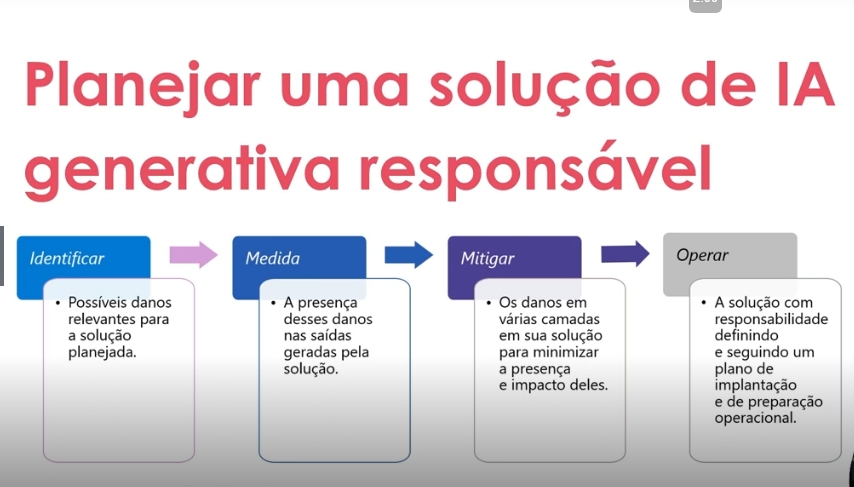 Planejar uma solução de IA
generativa responsável
Identificar
• Possíveis danos
relevantes para
a solução
planejada.
Medida
• A presença
desses danos
nas saídas
geradas pela
solução.
Mitigar
• Os danos em
várias camadas
em sua solução
para minimizar
a presença
e impacto deles.
Operar
• A solução com
responsabilidade
definindo
e seguindo um
plano de
implantação
e de preparação
operacional.